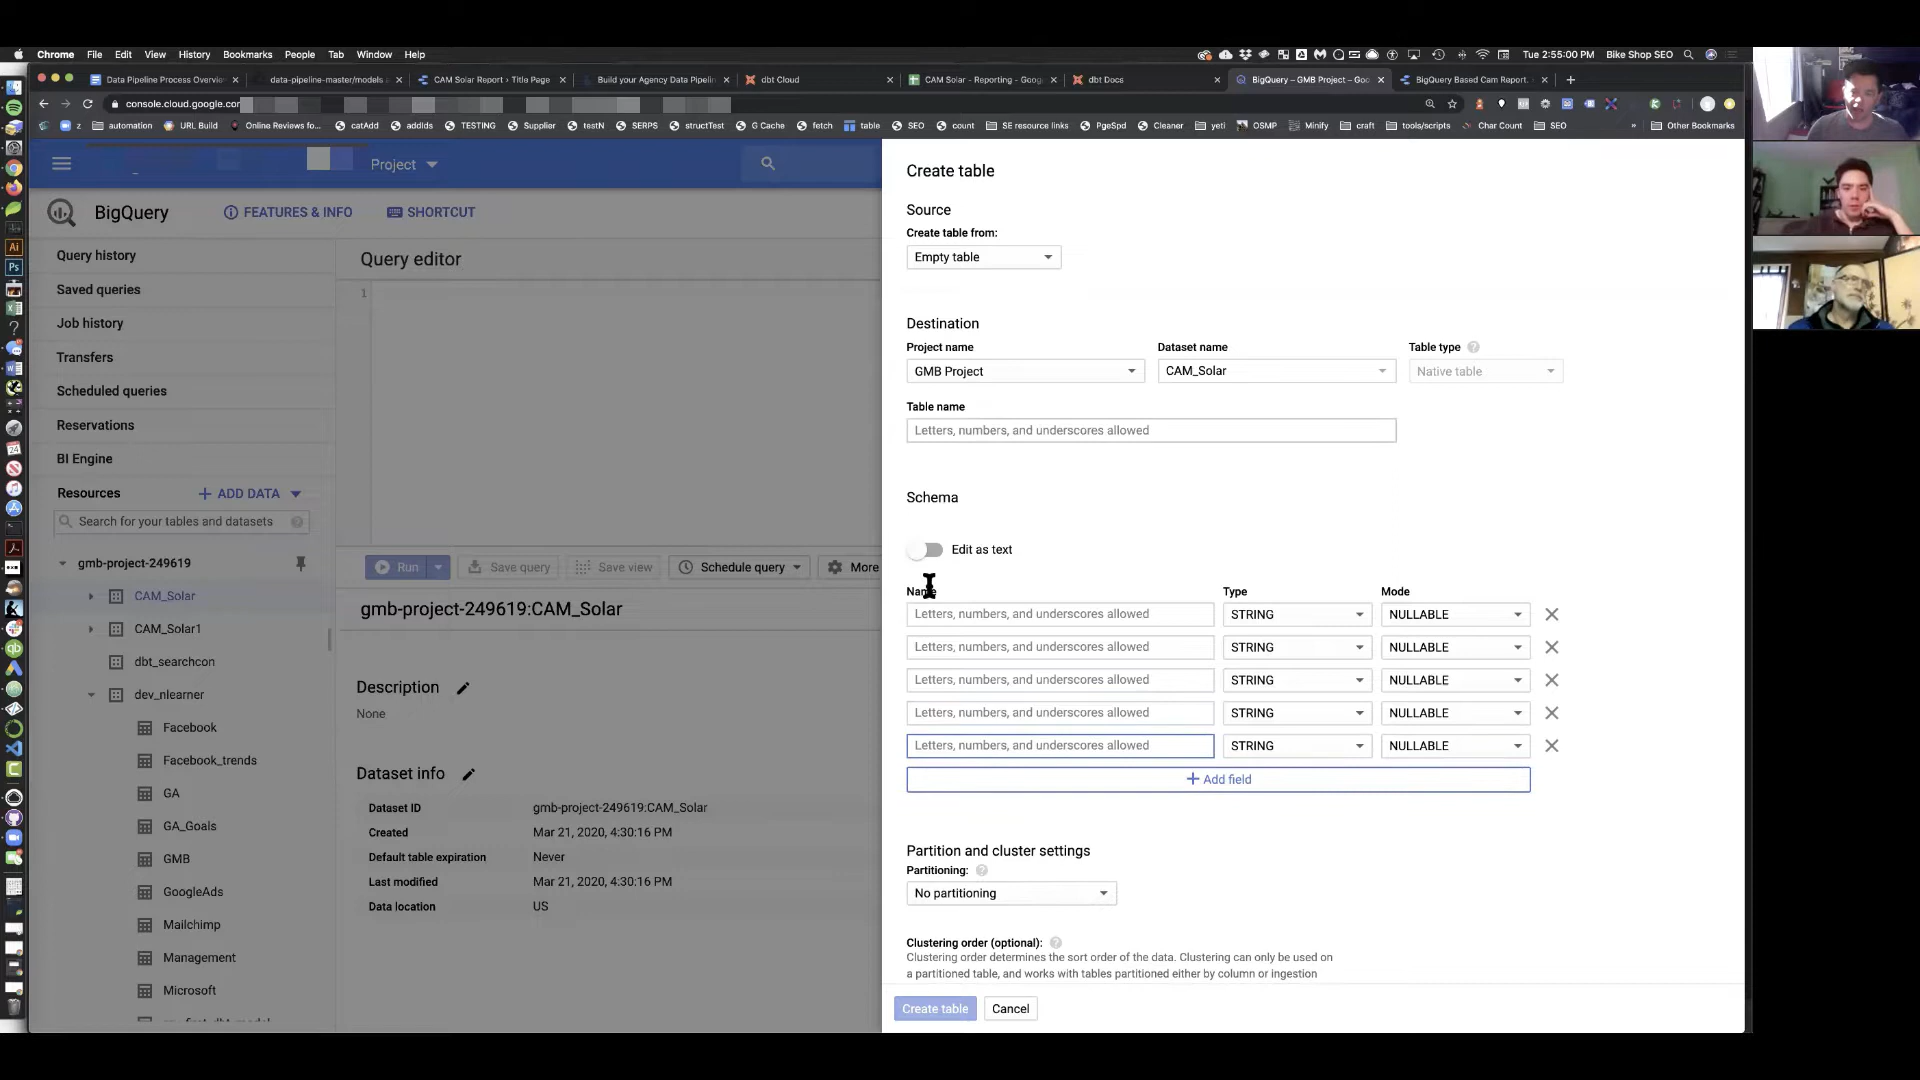 Chrome File Edit View History Bookmarks People Tab Window Help
Tue 2:55:00 PM Bike Shop SEO
Data Pipeline Process Overvie
data-pipeline-master/models a
CAM Solar Report › Title Page
Build your Agency Data Pipelin
dbt Cloud
CAM Solar - Reporting - Goog
dbt Docs
BigQuery – GMB Project – Goo
BigQuery Based Cam Report.
console.cloud.google.com
z automation URL Build Online Reviews fo... catAdd addIds TESTING Supplier testN SERPS structTest G Cache fetch table SEO count SE resource links PgeSpd Cleaner yeti OSMP Minify craft tools/scripts Char Count SEO » Other Bookmarks
Project
BigQuery
FEATURES & INFO
SHORTCUT
Query history
Saved queries
Job history
Transfers
Scheduled queries
Reservations
BI Engine
Resources
+ ADD DATA
Search for your tables and datasets
gmb-project-249619
CAM_Solar
CAM_Solar1
dbt_searchcon
dev_nlearner
Facebook
Facebook_trends
GA
GA_Goals
GMB
GoogleAds
Mailchimp
Management
Microsoft
Query editor
1
Run Save query Save view Schedule query More
gmb-project-249619:CAM_Solar
Description
None
Dataset info
Dataset ID gmb-project-249619:CAM_Solar
Created Mar 21, 2020, 4:30:16 PM
Default table expiration Never
Last modified Mar 21, 2020, 4:30:16 PM
Data location US
Create table
Source
Create table from:
Empty table
Destination
Project name Dataset name Table type
GMB Project CAM_Solar Native table
Table name
Letters, numbers, and underscores allowed
Schema
Edit as text
Name Type Mode
Letters, numbers, and underscores allowed STRING NULLABLE
Letters, numbers, and underscores allowed STRING NULLABLE
Letters, numbers, and underscores allowed STRING NULLABLE
Letters, numbers, and underscores allowed STRING NULLABLE
Letters, numbers, and underscores allowed STRING NULLABLE
+ Add field
Partition and cluster settings
Partitioning:
No partitioning
Clustering order (optional):
Clustering order determines the sort order of the data. Clustering can only be used on
a partitioned table, and works with tables partitioned either by column or ingestion
Create table Cancel